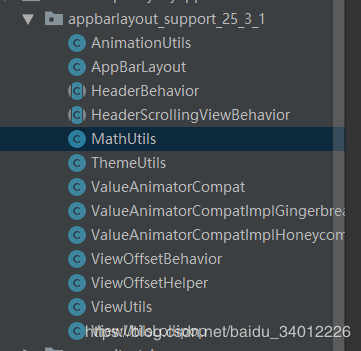 appbarlayout_support_25_3_1
AnimationUtils
AppBarLayout
HeaderBehavior
HeaderScrollingViewBehavior
MathUtils
ThemeUtils
ValueAnimatorCompat
ValueAnimatorCompatImplGingerbrea
ValueAnimatorCompatImplHoneycom
ViewOffsetBehavior
ViewOffsetHelper
ViewUtils
https://blog.csdn.net/baidu_34012226